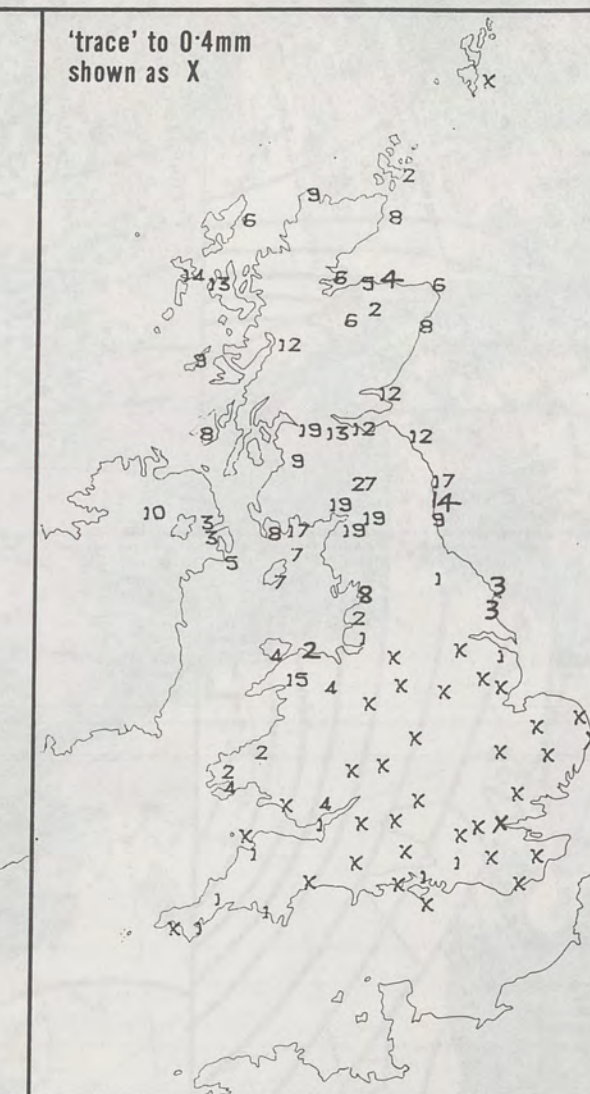 ‘trace’ to 0·4mm
shown as X
X
2
9
8
6
14 13 6 5 4 6
2
6 8
12
9
12
8 19 13 12 12
9
27 17
19 4
10 3 19 9
3 8 17 19
5 7
7 1 3
8 3
2
1
4 2 X X 1
15 4 X X X X
X
X X
X X X
2
2 X X
4 X
X 4 X
1 X X X X X
X 1 X X 1 X X
X X 1 X
1 X
1
X 1